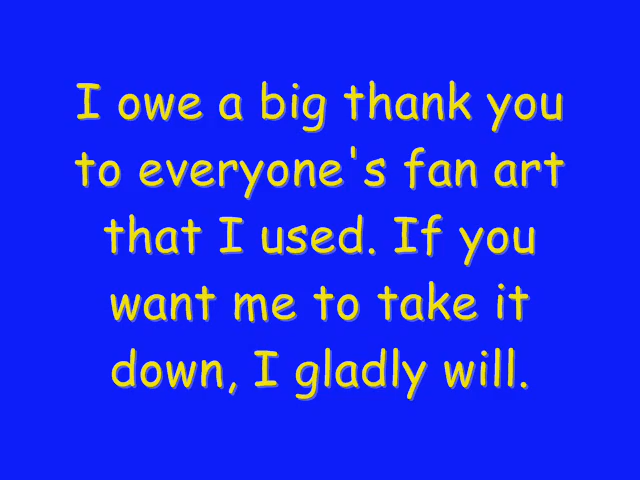 I owe a big thank you
to everyone's fan art
that I used. If you
want me to take it
down, I gladly will.